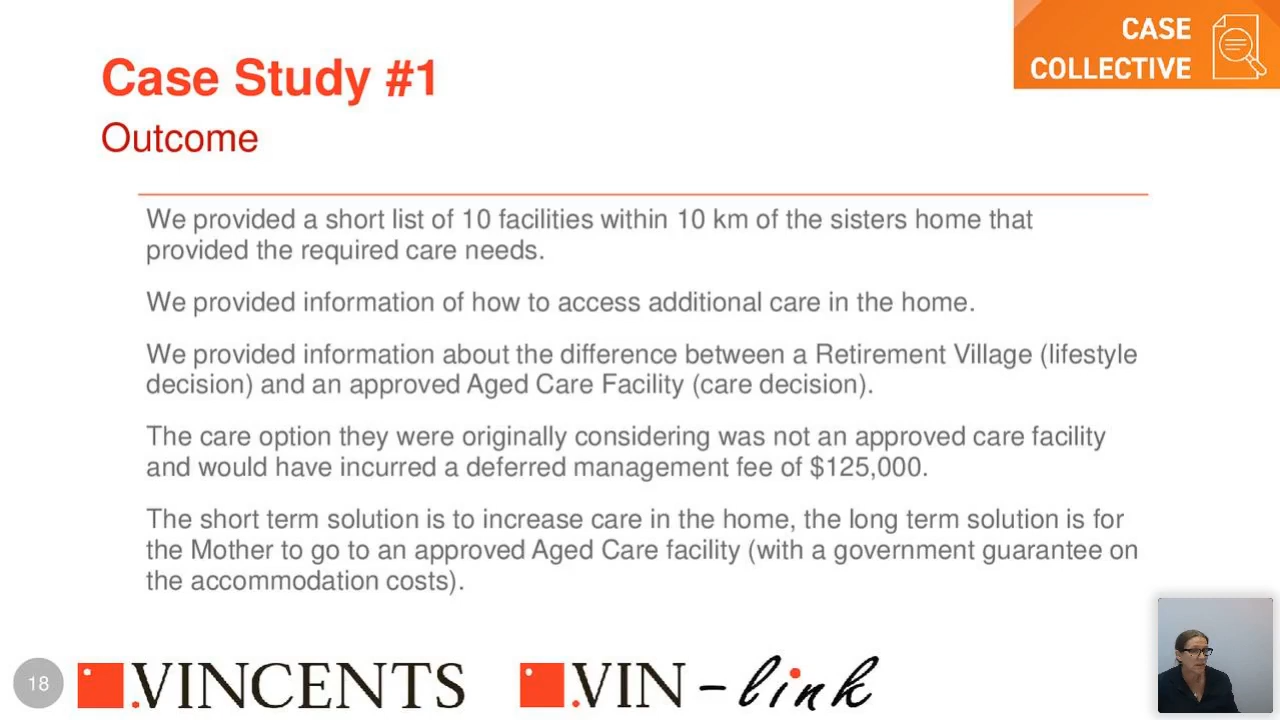 CASE
COLLECTIVE
Case Study #1
Outcome
We provided a short list of 10 facilities within 10 km of the sisters home that
provided the required care needs.
We provided information of how to access additional care in the home.
We provided information about the difference between a Retirement Village (lifestyle
decision) and an approved Aged Care Facility (care decision).
The care option they were originally considering was not an approved care facility
and would have incurred a deferred management fee of $125,000.
The short term solution is to increase care in the home, the long term solution is for
the Mother to go to an approved Aged Care facility (with a government guarantee on
the accommodation costs).
18
.VINCENTS
.VIN-link